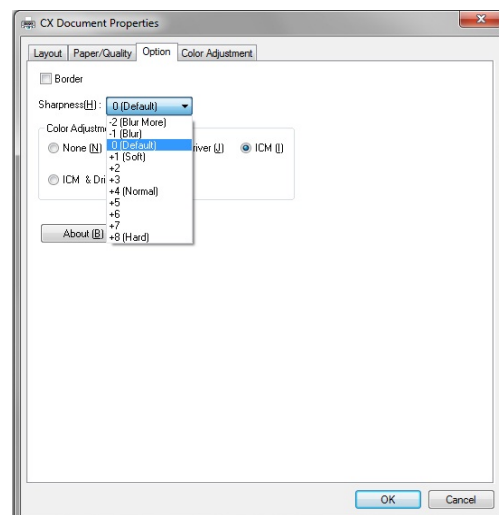 CX Document Properties
Layout Paper/Quality Option Color Adjustment
Border
Sharpness(H) : 0 (Default)
-2 (Blur More)
-1 (Blur)
0 (Default)
+1 (Soft)
+2
+3
+4 (Normal)
+5
+6
+7
+8 (Hard)
None (N) (J) ICM (I)
ICM &
About (B)
OK Cancel